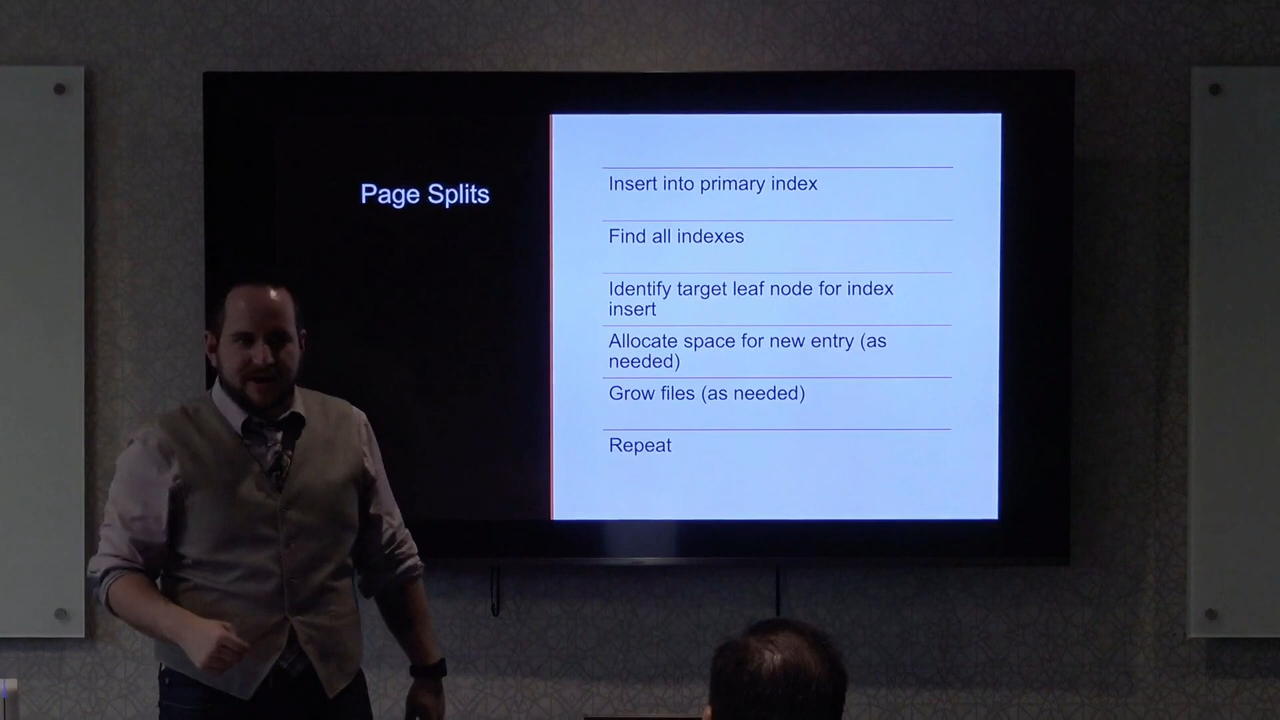 Page Splits
Insert into primary index
Find all indexes
Identify target leaf node for index
insert
Allocate space for new entry (as
needed)
Grow files (as needed)
Repeat